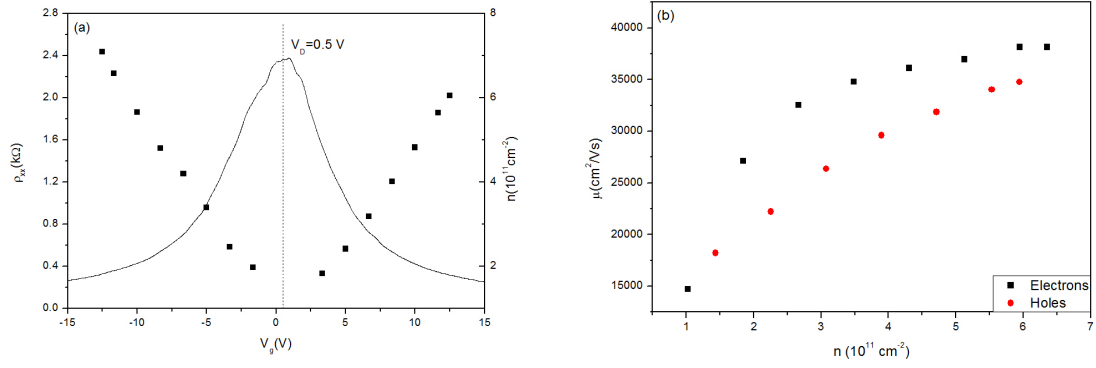 (a)
V_D=0.5 V
2.8
2.4
2.0
1.6
1.2
0.8
0.4
0.0
ρ_xx(kΩ)
8
6
4
2
n(10^11 cm^-2)
-15 -10 -5 0 5 10 15
V_g(V)
(b)
40000
35000
30000
25000
20000
15000
μ(cm^2/Vs)
Electrons
Holes
1 2 3 4 5 6 7
n (10^11 cm^-2)